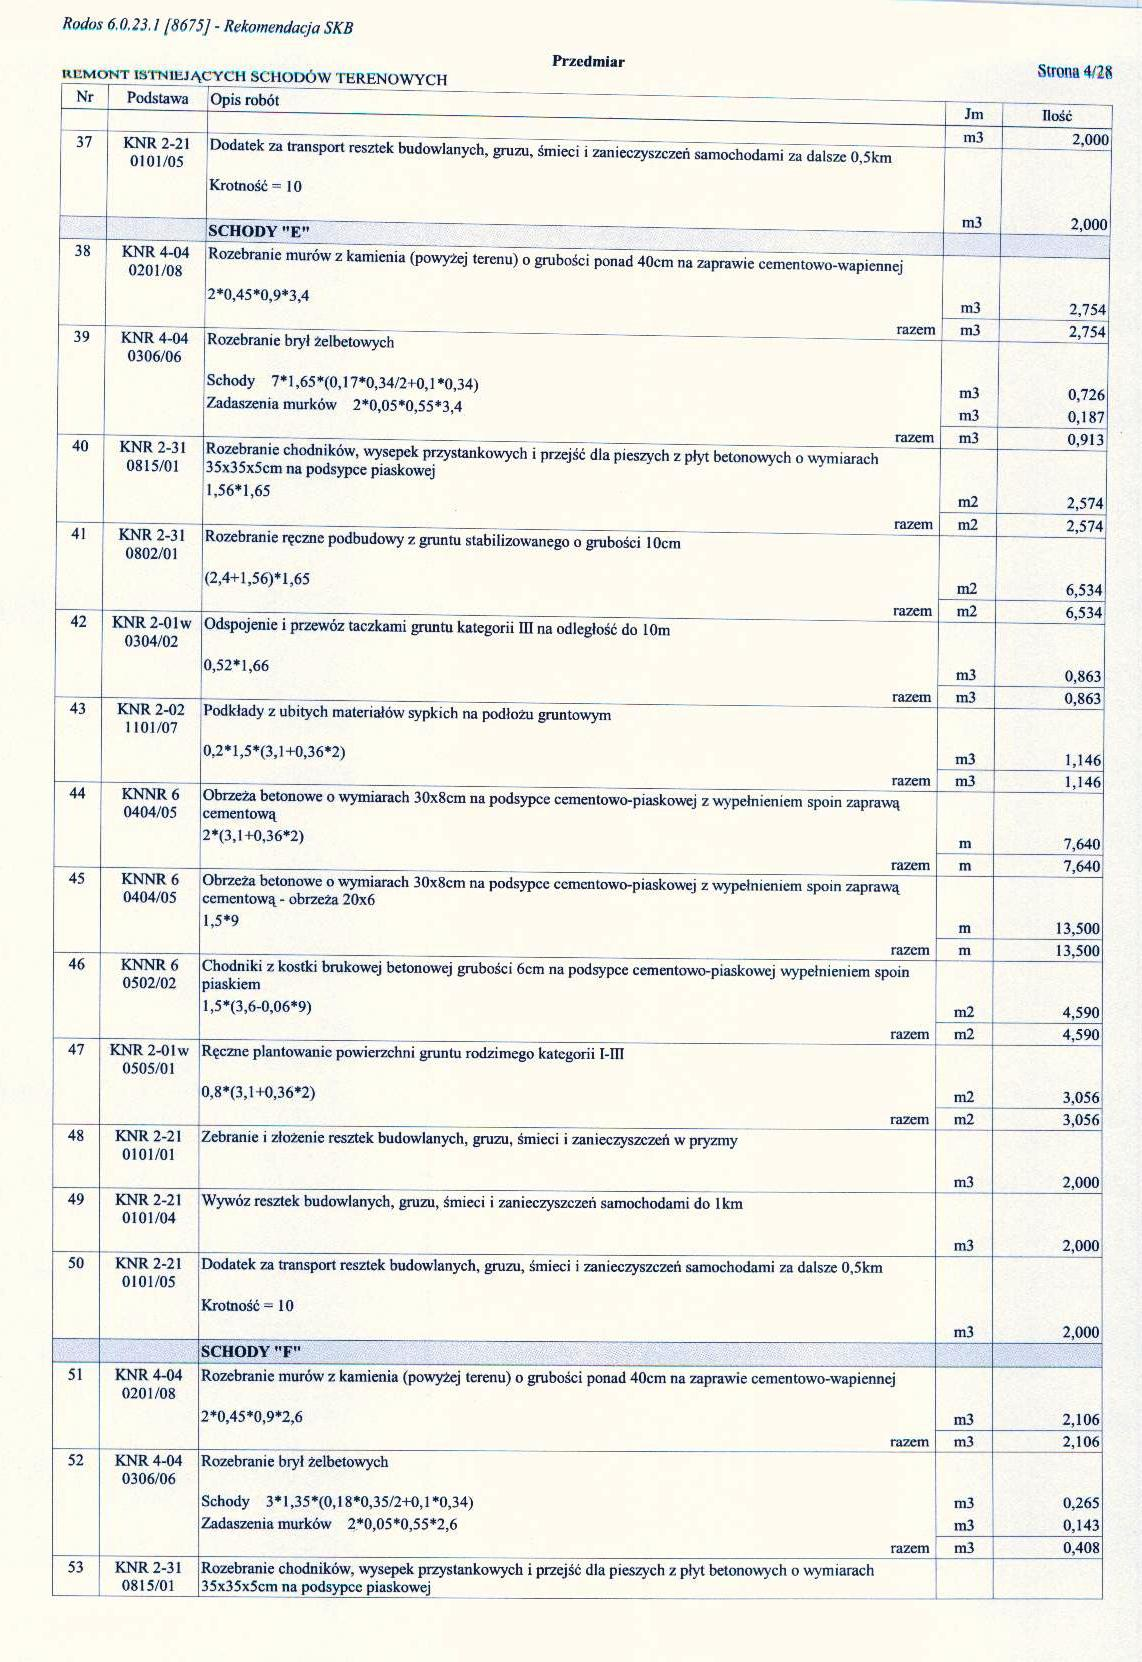 Rodos 6.0.23.1 [8675] - Rekomendacja SKB
Przedmiar
REMONT ISTNIEJĄCYCH SCHODÓW TERENOWYCH
Strona 4/28
Nr Podstawa Opis robót Jm Ilość
m3 2,000
37 KNR 2-21 Dodatek za transport resztek budowlanych, gruzu, śmieci i zanieczyszczeń samochodami za dalsze 0,5km
0101/05
Krotność = 10
m3 2,000
SCHODY "E"
38 KNR 4-04 Rozebranie murów z kamienia (powyżej terenu) o grubości ponad 40cm na zaprawie cementowo-wapiennej
0201/08
2*0,45*0,9*3,4 m3 2,754
razem m3 2,754
39 KNR 4-04 Rozebranie brył żelbetowych
0306/06
Schody 7*1,65*(0,17*0,34/2+0,1*0,34) m3 0,726
Zadaszenia murków 2*0,05*0,55*3,4 m3 0,187
razem m3 0,913
40 KNR 2-31 Rozebranie chodników, wysepek przystankowych i przejść dla pieszych z płyt betonowych o wymiarach
0815/01 35x35x5cm na podsypce piaskowej
1,56*1,65 m2 2,574
razem m2 2,574
41 KNR 2-31 Rozebranie ręczne podbudowy z gruntu stabilizowanego o grubości 10cm
0802/01
(2,4+1,56)*1,65 m2 6,534
razem m2 6,534
42 KNR 2-01w Odspojenie i przewóz taczkami gruntu kategorii III na odległość do 10m
0304/02
0,52*1,66 m3 0,863
razem m3 0,863
43 KNR 2-02 Podkłady z ubitych materiałów sypkich na podłożu gruntowym
1101/07
0,2*1,5*(3,1+0,36*2) m3 1,146
razem m3 1,146
44 KNNR 6 Obrzeża betonowe o wymiarach 30x8cm na podsypce cementowo-piaskowej z wypełnieniem spoin zaprawą
0404/05 cementową
2*(3,1+0,36*2) m 7,640
razem m 7,640
45 KNNR 6 Obrzeża betonowe o wymiarach 30x8cm na podsypce cementowo-piaskowej z wypełnieniem spoin zaprawą
0404/05 cementową - obrzeża 20x6
1,5*9 m 13,500
razem m 13,500
46 KNNR 6 Chodniki z kostki brukowej betonowej grubości 6cm na podsypce cementowo-piaskowej wypełnieniem spoin
0502/02 piaskiem
1,5*(3,6-0,06*9) m2 4,590
razem m2 4,590
47 KNR 2-01w Ręczne plantowanie powierzchni gruntu rodzimego kategorii I-III
0505/01
0,8*(3,1+0,36*2) m2 3,056
razem m2 3,056
48 KNR 2-21 Zebranie i złożenie resztek budowlanych, gruzu, śmieci i zanieczyszczeń w pryzmy
0101/01
m3 2,000
49 KNR 2-21 Wywóz resztek budowlanych, gruzu, śmieci i zanieczyszczeń samochodami do 1km
0101/04
m3 2,000
50 KNR 2-21 Dodatek za transport resztek budowlanych, gruzu, śmieci i zanieczyszczeń samochodami za dalsze 0,5km
0101/05
Krotność = 10
m3 2,000
SCHODY "F"
51 KNR 4-04 Rozebranie murów z kamienia (powyżej terenu) o grubości ponad 40cm na zaprawie cementowo-wapiennej
0201/08
2*0,45*0,9*2,6 m3 2,106
razem m3 2,106
52 KNR 4-04 Rozebranie brył żelbetowych
0306/06
Schody 3*1,35*(0,18*0,35/2+0,1*0,34) m3 0,265
Zadaszenia murków 2*0,05*0,55*2,6 m3 0,143
razem m3 0,408
53 KNR 2-31 Rozebranie chodników, wysepek przystankowych i przejść dla pieszych z płyt betonowych o wymiarach
0815/01 35x35x5cm na podsypce piaskowej